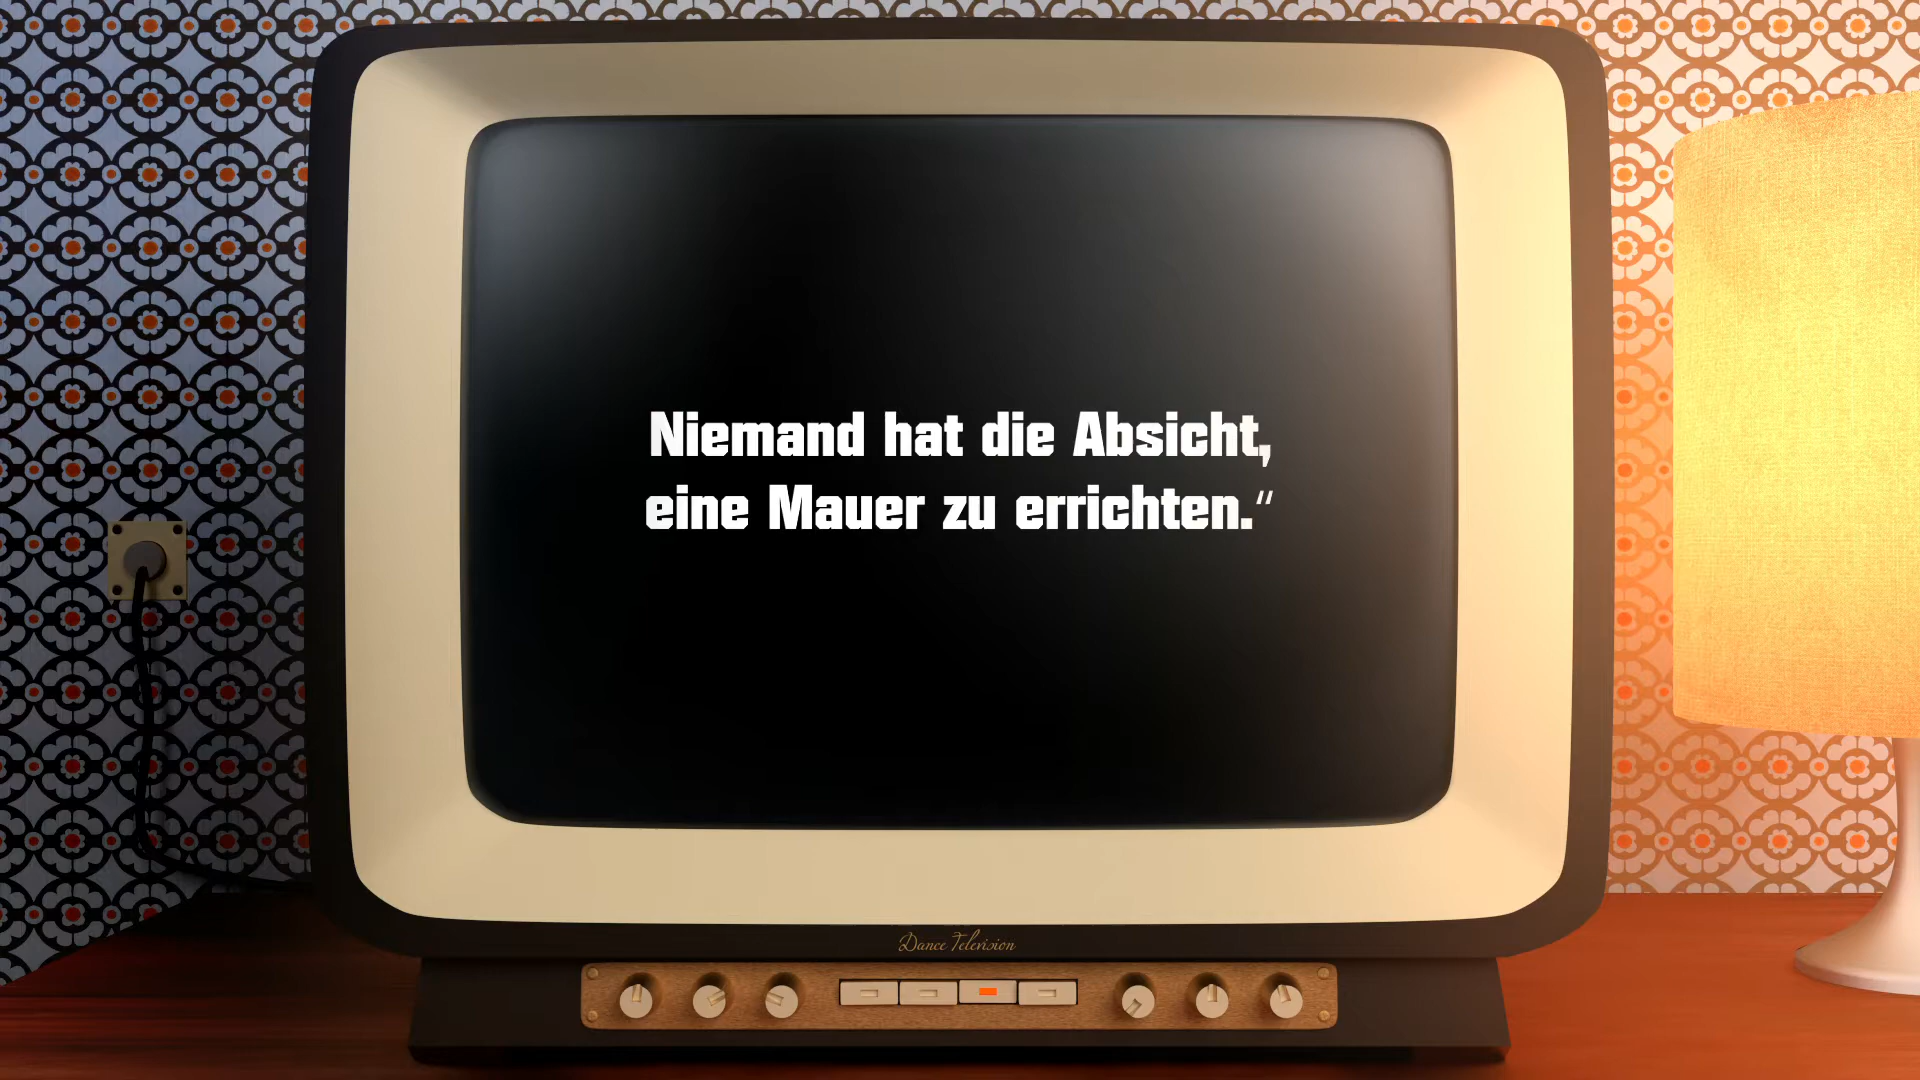 Niemand hat die Absicht,
eine Mauer zu errichten.“
Dance Television